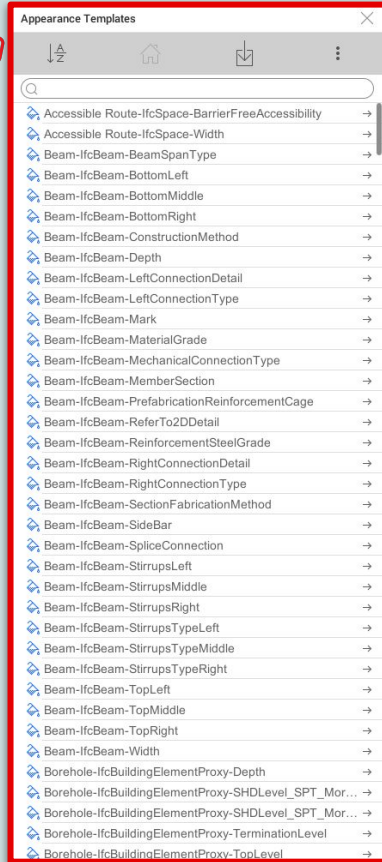 Appearance Templates
Accessible Route-IfcSpace-BarrierFreeAccessibility
Accessible Route-IfcSpace-Width
Beam-IfcBeam-BeamSpanType
Beam-IfcBeam-BottomLeft
Beam-IfcBeam-BottomMiddle
Beam-IfcBeam-BottomRight
Beam-IfcBeam-ConstructionMethod
Beam-IfcBeam-Depth
Beam-IfcBeam-LeftConnectionDetail
Beam-IfcBeam-LeftConnectionType
Beam-IfcBeam-Mark
Beam-IfcBeam-MaterialGrade
Beam-IfcBeam-MechanicalConnectionType
Beam-IfcBeam-MemberSection
Beam-IfcBeam-PrefabricationReinforcementCage
Beam-IfcBeam-ReferTo2DDetail
Beam-IfcBeam-ReinforcementSteelGrade
Beam-IfcBeam-RightConnectionDetail
Beam-IfcBeam-RightConnectionType
Beam-IfcBeam-SectionFabricationMethod
Beam-IfcBeam-SideBar
Beam-IfcBeam-SpliceConnection
Beam-IfcBeam-StirrupsLeft
Beam-IfcBeam-StirrupsMiddle
Beam-IfcBeam-StirrupsRight
Beam-IfcBeam-StirrupsTypeLeft
Beam-IfcBeam-StirrupsTypeMiddle
Beam-IfcBeam-StirrupsTypeRight
Beam-IfcBeam-TopLeft
Beam-IfcBeam-TopMiddle
Beam-IfcBeam-TopRight
Beam-IfcBeam-Width
Borehole-IfcBuildingElementProxy-Depth
Borehole-IfcBuildingElementProxy-SHDLevel_SPT_Mor...
Borehole-IfcBuildingElementProxy-SHDLevel_SPT_Mor...
Borehole-IfcBuildingElementProxy-TerminationLevel
Borehole-IfcBuildingElementProxy-TopLevel